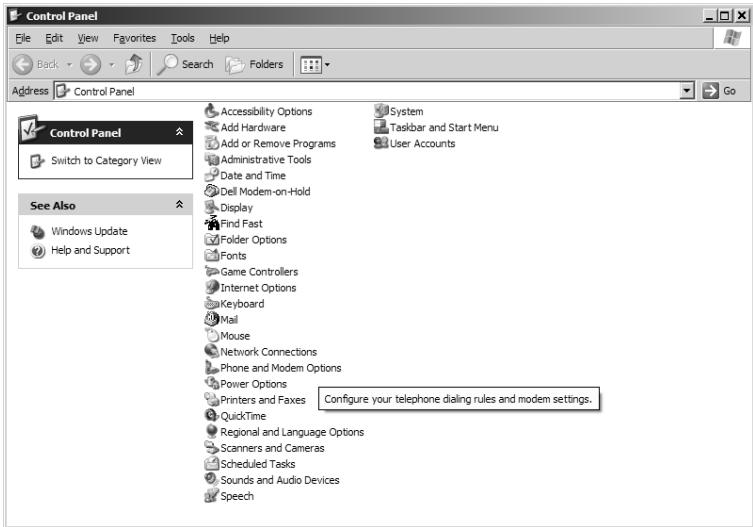 Control Panel
File Edit View Favorites Tools Help
Back Search Folders
Address Control Panel Go
Control Panel
Switch to Category View
See Also
Windows Update
Help and Support
Accessibility Options
Add Hardware
Add or Remove Programs
Administrative Tools
Date and Time
Dell Modem-on-Hold
Display
Find Fast
Folder Options
Fonts
Game Controllers
Internet Options
Keyboard
Mail
Mouse
Network Connections
Phone and Modem Options
Power Options
Printers and Faxes
Configure your telephone dialing rules and modem settings.
QuickTime
Regional and Language Options
Scanners and Cameras
Scheduled Tasks
Sounds and Audio Devices
Speech
System
Taskbar and Start Menu
User Accounts